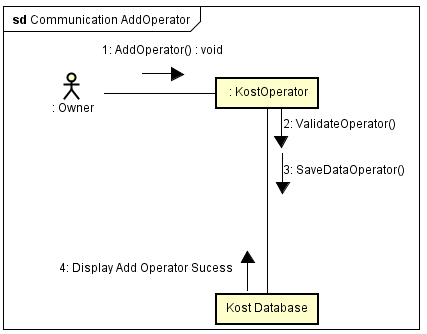 sd Communication AddOperator
1: AddOperator() : void
: Owner
: KostOperator
2: ValidateOperator()
3: SaveDataOperator()
4: Display Add Operator Sucess
Kost Database